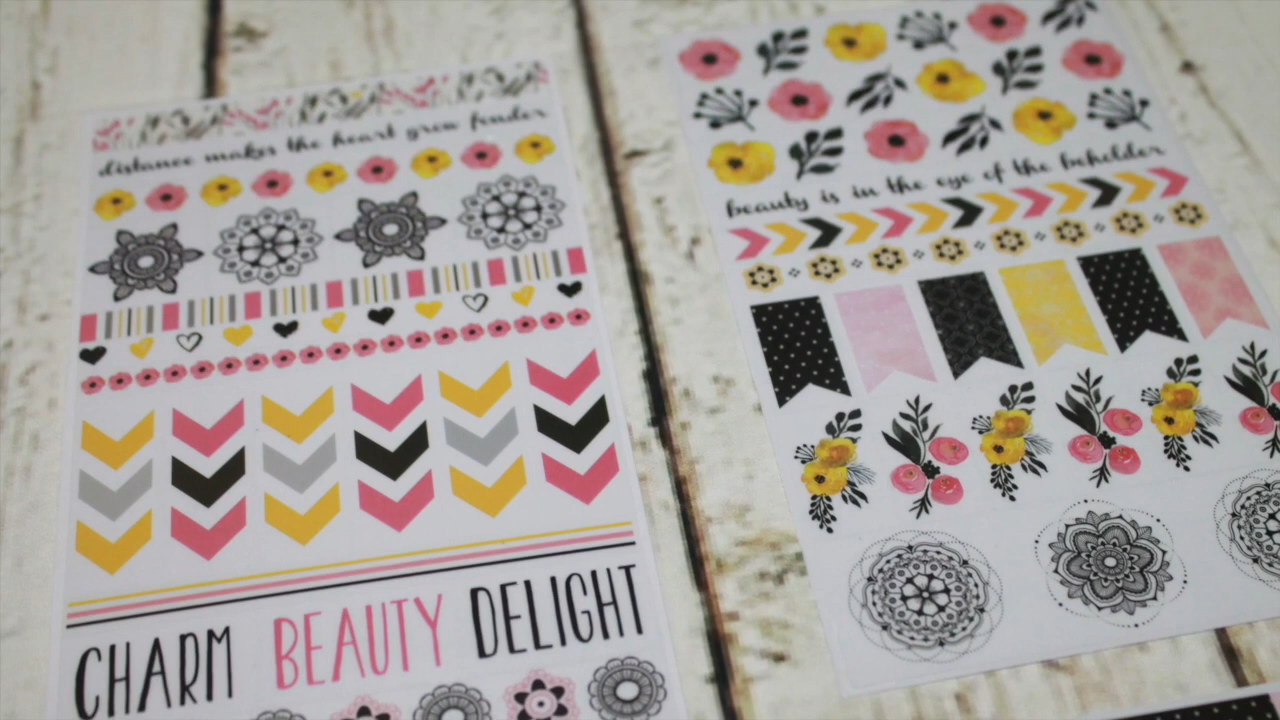 distance makes the heart grow fonder
CHARM BEAUTY DELIGHT
beauty is in the eye of the beholder